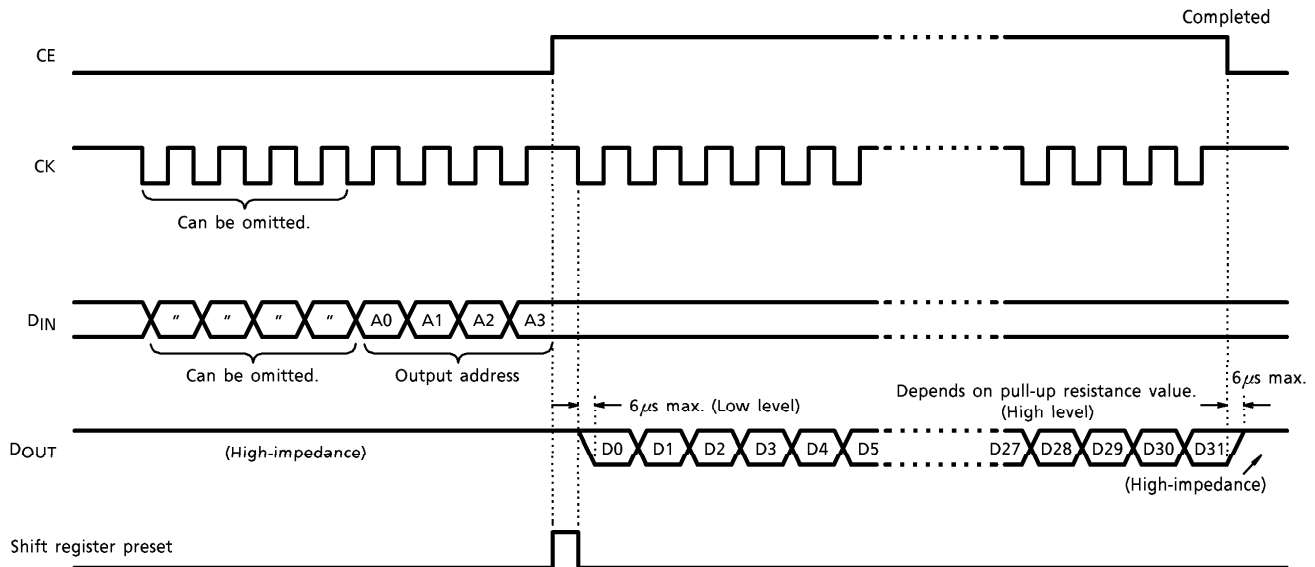 Completed
CE
CK
Can be omitted.
DIN
〃 〃 〃 〃 A0 A1 A2 A3
Can be omitted.
Output address
6μs max. (Low level)
Depends on pull-up resistance value.
(High level)
6μs max.
DOUT
(High-impedance)
D0 D1 D2 D3 D4 D5 D27 D28 D29 D30 D31
(High-impedance)
Shift register preset